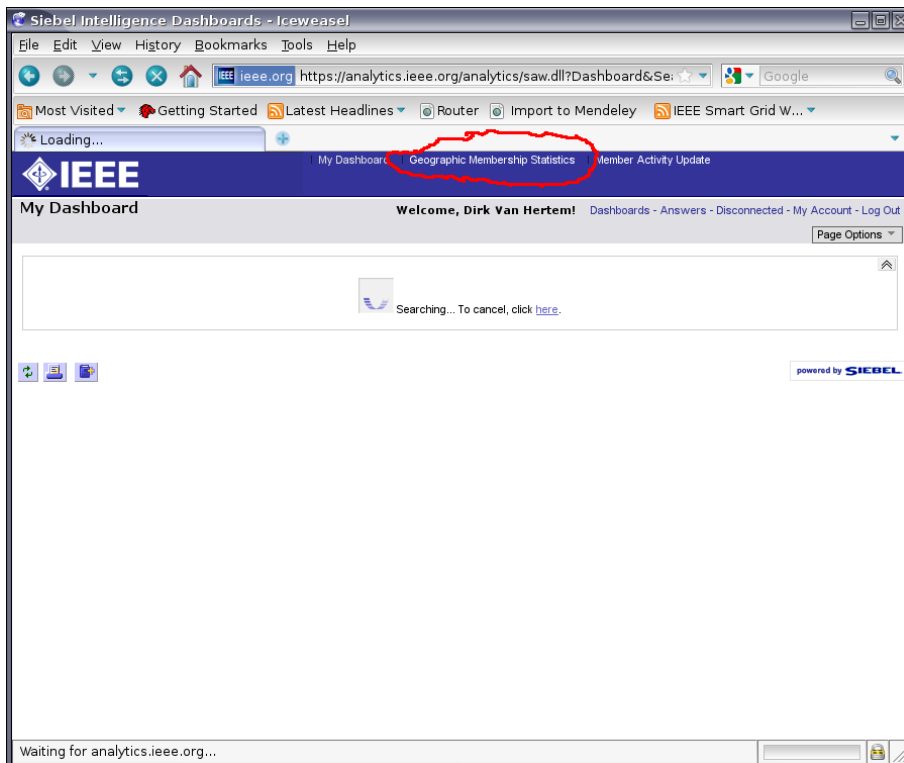 Siebel Intelligence Dashboards - Iceweasel
File Edit View History Bookmarks Tools Help
IEEE ieee.org https://analytics.ieee.org/analytics/saw.dll?Dashboard&Se Google
Most Visited Getting Started Latest Headlines Router Import to Mendeley IEEE Smart Grid W...
Loading...
IEEE
My Dashboard Geographic Membership Statistics Member Activity Update
My Dashboard
Welcome, Dirk Van Hertem! Dashboards - Answers - Disconnected - My Account - Log Out
Page Options
Searching... To cancel, click here.
powered by SIEBEL
Waiting for analytics.ieee.org...